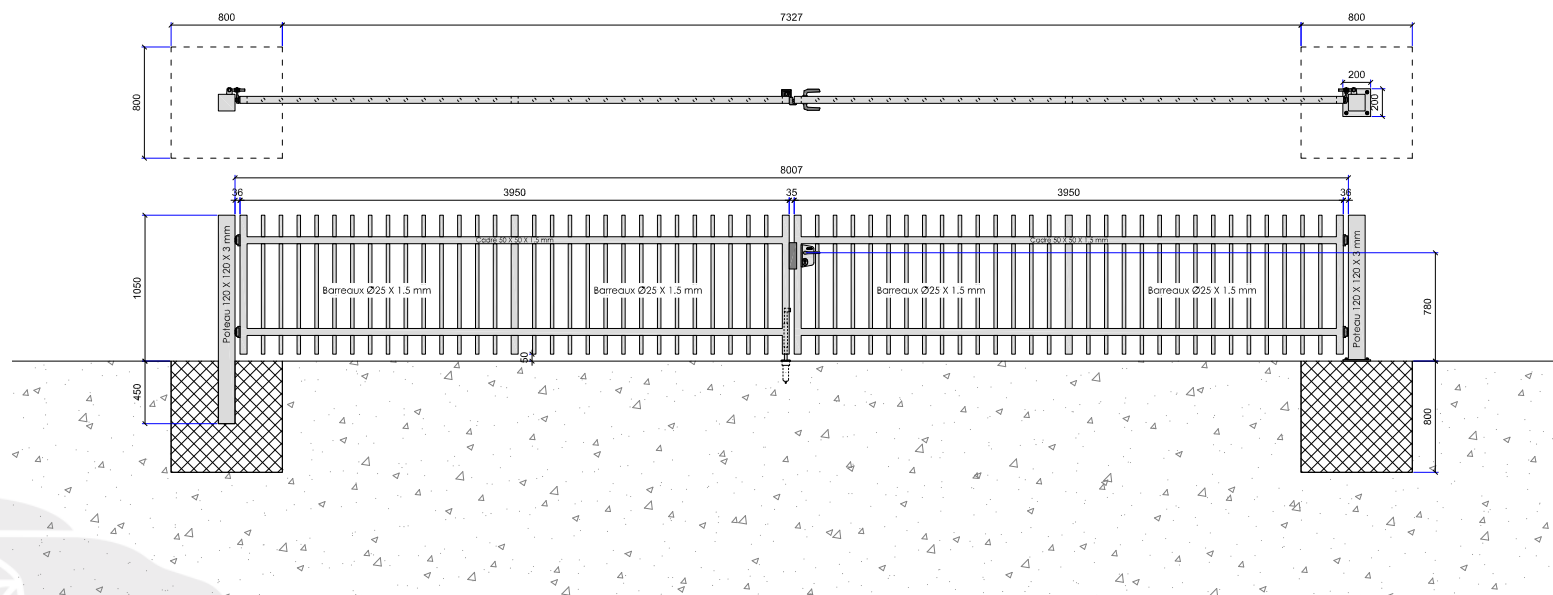 800
7327
800
800
200
200
8007
36
3950
35
3950
36
Cadre 50 X 50 X 1.5 mm
Cadre 50 X 50 X 1.5 mm
1050
Poteau 120 X 120 X 3 mm
Barreaux Ø25 X 1.5 mm
Barreaux Ø25 X 1.5 mm
Barreaux Ø25 X 1.5 mm
Barreaux Ø25 X 1.5 mm
Poteau 120 X 120 X 3 mm
780
50
450
800